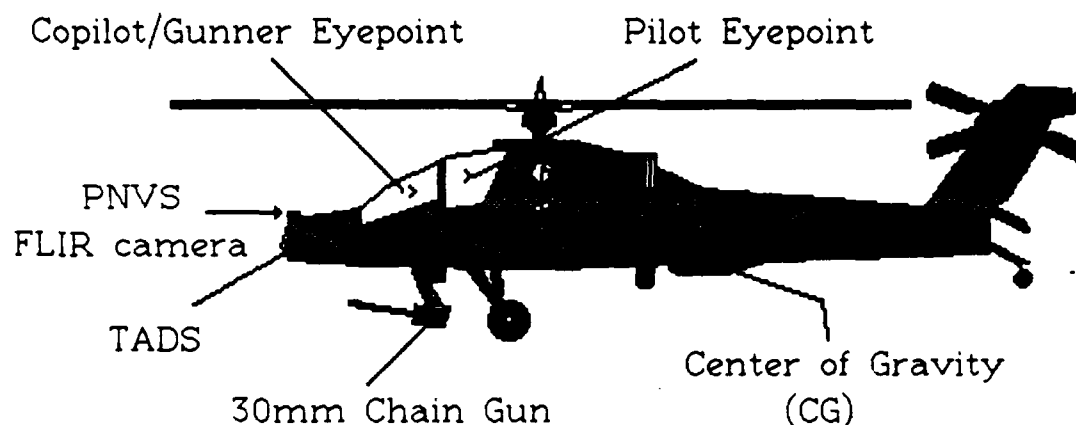 Copilot/Gunner Eyepoint
Pilot Eyepoint
PNVS
FLIR camera
TADS
30mm Chain Gun
Center of Gravity
(CG)